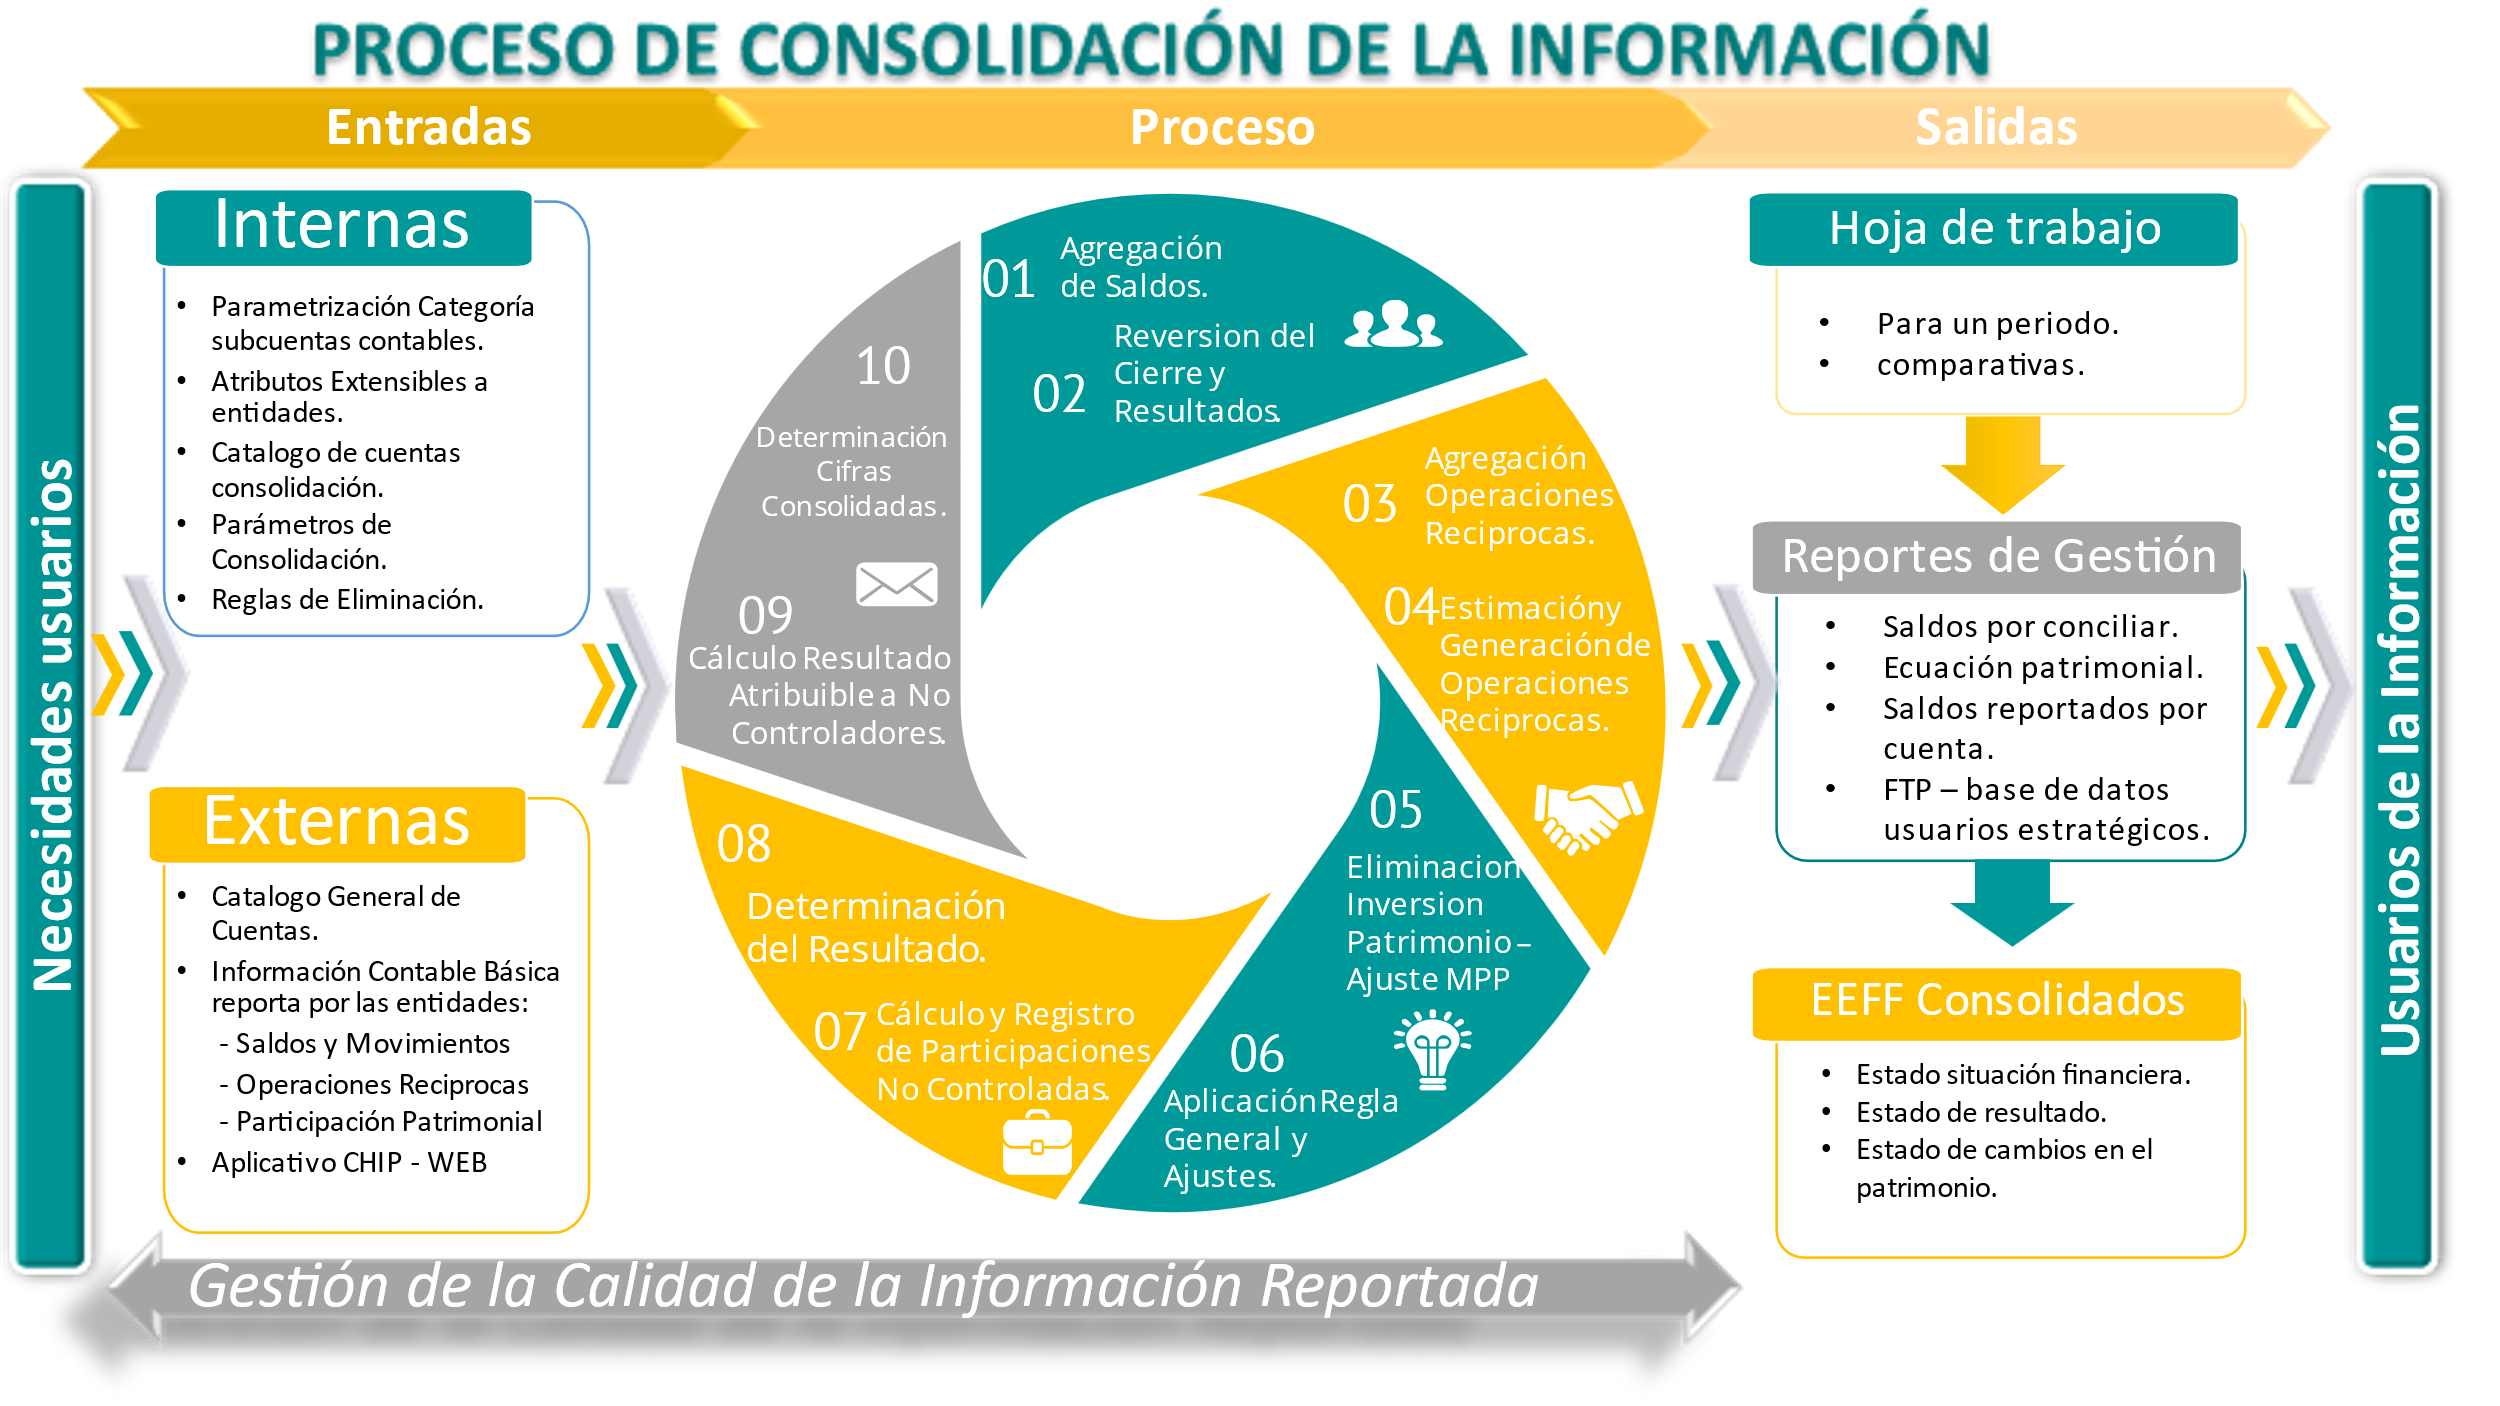 PROCESO DE CONSOLIDACIÓN DE LA INFORMACIÓN
Entradas
Proceso
Salidas
Necesidades usuarios
Internas
• Parametrización Categoría
subcuentas contables.
• Atributos Extensibles a
entidades.
• Catalogo de cuentas
consolidación.
• Parámetros de
Consolidación.
• Reglas de Eliminación.
Externas
• Catalogo General de
Cuentas.
• Información Contable Básica
reporta por las entidades:
- Saldos y Movimientos
- Operaciones Reciprocas
- Participación Patrimonial
• Aplicativo CHIP - WEB
01
Agregación
de Saldos.
02
Reversion del
Cierre y
Resultados.
03
Agregación
Operaciones
Reciprocas.
04
Estimación y
Generación de
Operaciones
Reciprocas.
05
Eliminacion
Inversion
Patrimonio –
Ajuste MPP
06
Aplicación Regla
General y
Ajustes.
07
Cálculo y Registro
de Participaciones
No Controladas.
08
Determinación
del Resultado.
09
Cálculo Resultado
Atribuible a No
Controladores.
10
Determinación
Cifras
Consolidadas.
Hoja de trabajo
• Para un periodo.
• comparativas.
Reportes de Gestión
• Saldos por conciliar.
• Ecuación patrimonial.
• Saldos reportados por
cuenta.
• FTP – base de datos
usuarios estratégicos.
EEFF Consolidados
• Estado situación financiera.
• Estado de resultado.
• Estado de cambios en el
patrimonio.
Usuarios de la Información
Gestión de la Calidad de la Información Reportada